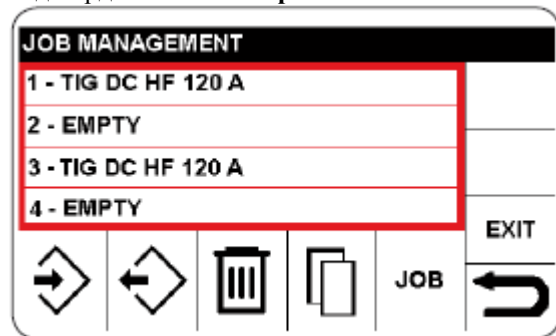 JOB MANAGEMENT
1 - TIG DC HF 120 A
2 - EMPTY
3 - TIG DC HF 120 A
4 - EMPTY
EXIT
JOB